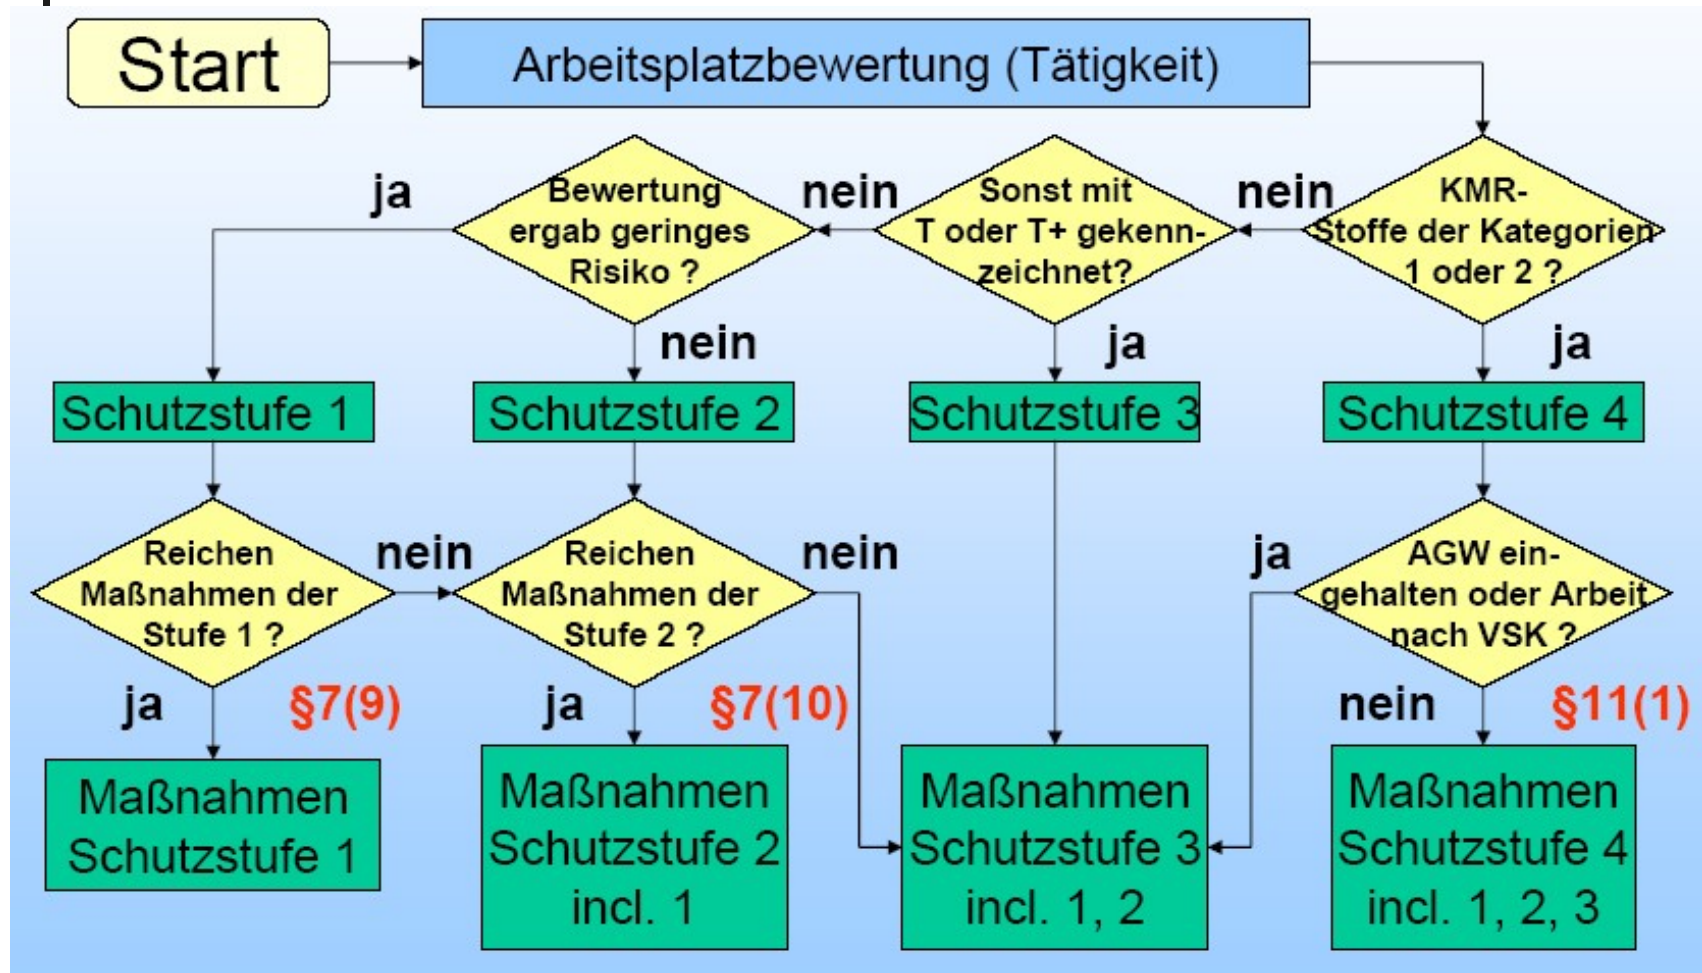 Start
Arbeitsplatzbewertung (Tätigkeit)
ja
Bewertung
ergab geringes
Risiko ?
nein
Sonst mit
T oder T+ gekenn-
zeichnet?
nein
KMR-
Stoffe der Kategorien
1 oder 2 ?
nein
ja
ja
Schutzstufe 1
Schutzstufe 2
Schutzstufe 3
Schutzstufe 4
Reichen
Maßnahmen der
Stufe 1 ?
nein
Reichen
Maßnahmen der
Stufe 2 ?
nein
ja
AGW ein-
gehalten oder Arbeit
nach VSK ?
ja
§7(9)
ja
§7(10)
nein
§11(1)
Maßnahmen
Schutzstufe 1
Maßnahmen
Schutzstufe 2
incl. 1
Maßnahmen
Schutzstufe 3
incl. 1, 2
Maßnahmen
Schutzstufe 4
incl. 1, 2, 3